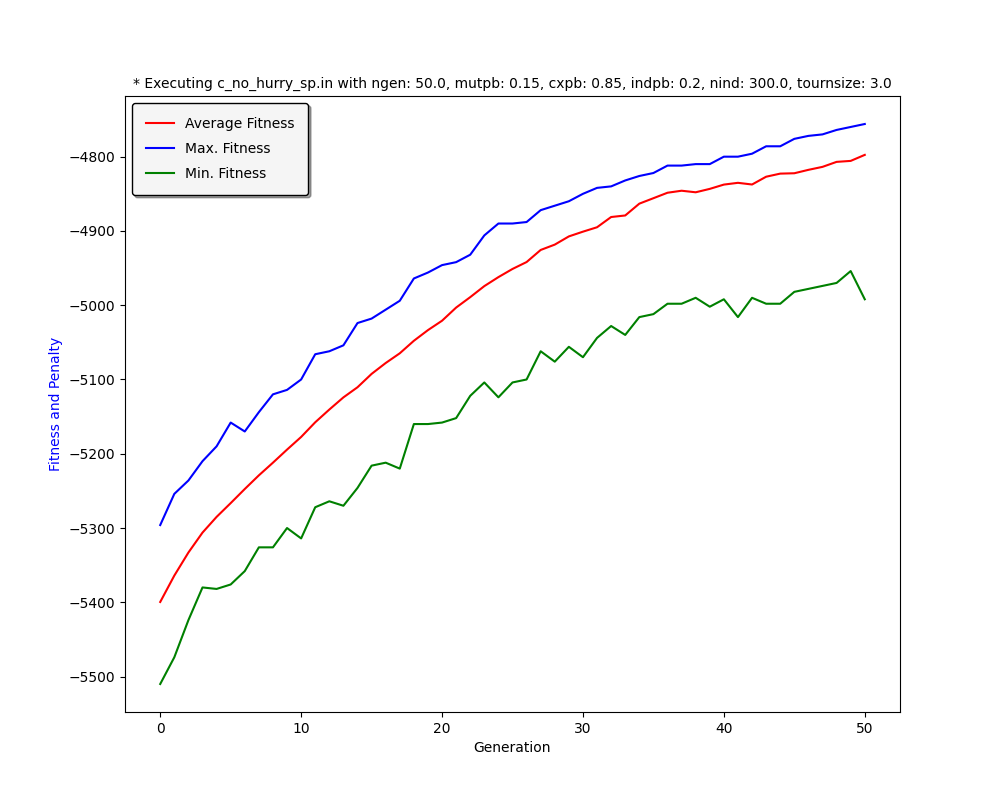 * Executing c_no_hurry_sp.in with ngen: 50.0, mutpb: 0.15, cxpb: 0.85, indpb: 0.2, nind: 300.0, tournsize: 3.0
Average Fitness
Max. Fitness
Min. Fitness
−4800
−4900
−5000
−5100
−5200
−5300
−5400
−5500
Fitness and Penalty
0 10 20 30 40 50
Generation